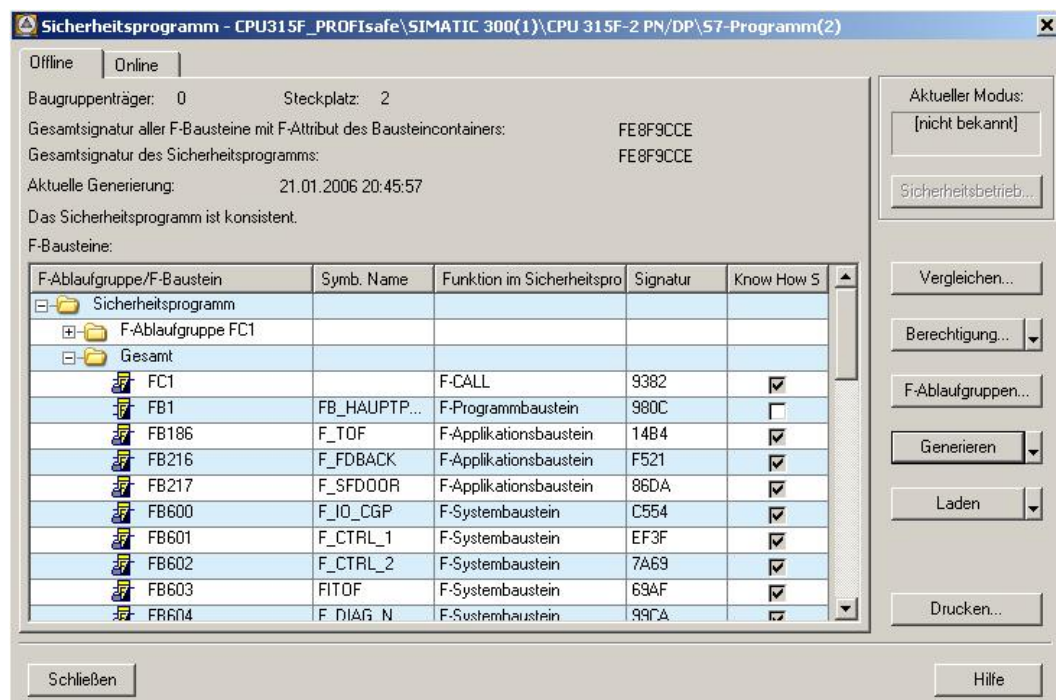 Sicherheitsprogramm - CPU315F_PROFIsafe\SIMATIC 300(1)\CPU 315F-2 PN/DP\S7-Programm(2)
Offline Online
Baugruppenträger: 0 Steckplatz: 2
Gesamtsignatur aller F-Bausteine mit F-Attribut des Bausteincontainers: FE8F9CCE
Gesamtsignatur des Sicherheitsprogramms: FE8F9CCE
Aktuelle Generierung: 21.01.2006 20:45:57
Das Sicherheitsprogramm ist konsistent.
F-Bausteine:
F-Ablaufgruppe/F-Baustein Symb. Name Funktion im Sicherheitspro Signatur Know How S
Sicherheitsprogramm
F-Ablaufgruppe FC1
Gesamt
FC1 F-CALL 9382
FB1 FB_HAUPTP... F-Programmbaustein 980C
FB186 F_TOF F-Applikationsbaustein 14B4
FB216 F_FDBACK F-Applikationsbaustein F521
FB217 F_SFDOOR F-Applikationsbaustein 86DA
FB600 F_IO_CGP F-Systembaustein C554
FB601 F_CTRL_1 F-Systembaustein EF3F
FB602 F_CTRL_2 F-Systembaustein 7A69
FB603 FITOF F-Systembaustein 69AF
FB604 F_DIAG_N F-Systembaustein 99CA
Aktueller Modus:
[nicht bekannt]
Sicherheitsbetrieb...
Vergleichen...
Berechtigung...
F-Ablaufgruppen...
Generieren
Laden
Drucken...
Schließen
Hilfe